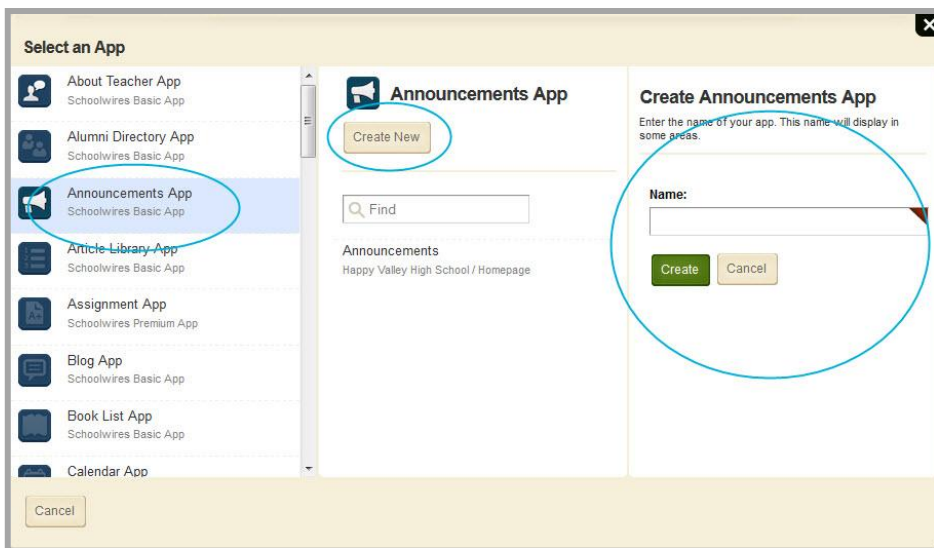 Select an App
About Teacher App
Schoolwires Basic App
Alumni Directory App
Schoolwires Basic App
Announcements App
Schoolwires Basic App
Article Library App
Schoolwires Basic App
Assignment App
Schoolwires Premium App
Blog App
Schoolwires Basic App
Book List App
Schoolwires Basic App
Calendar App
Cancel
Announcements App
Create New
Find
Announcements
Happy Valley High School / Homepage
Create Announcements App
Enter the name of your app. This name will display in
some areas.
Name:
Create Cancel